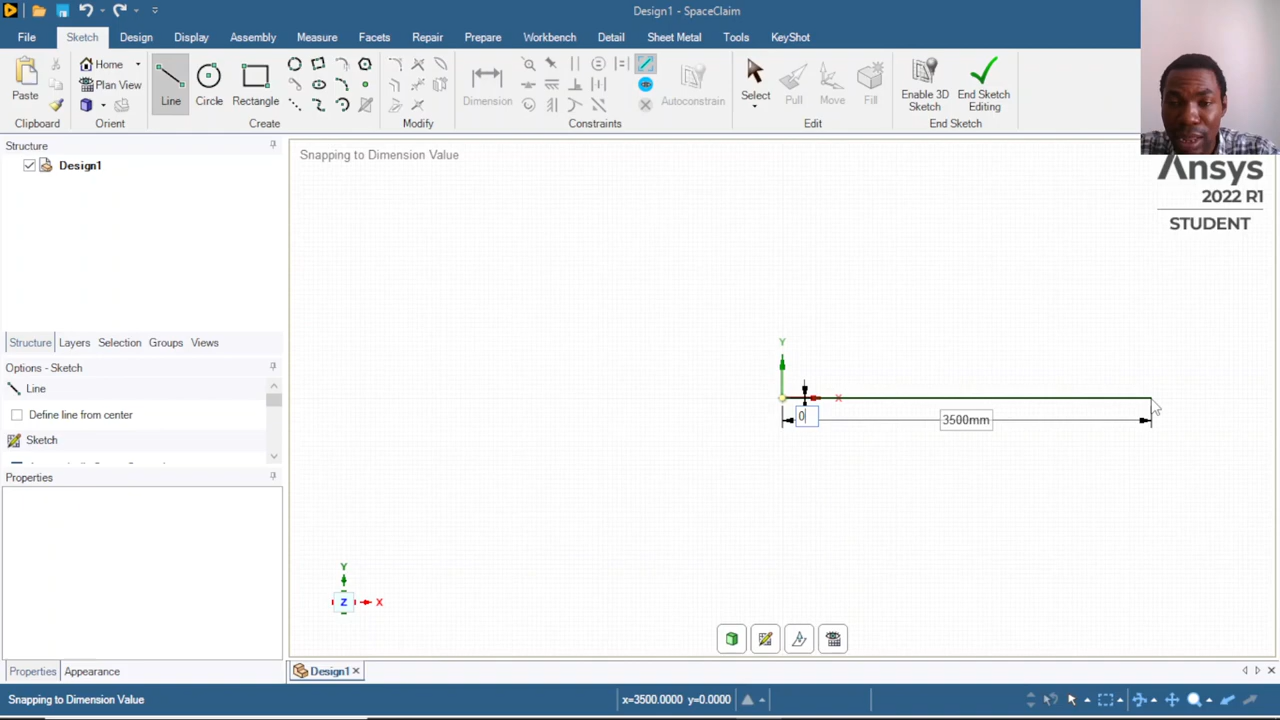 Design1 - SpaceClaim
File Sketch Design Display Assembly Measure Facets Repair Prepare Workbench Detail Sheet Metal Tools KeyShot
Paste
Clipboard
Home
Plan View
Orient
Line
Circle
Rectangle
Create
Modify
Dimension
Autoconstrain
Constraints
Select
Pull
Move
Fill
Edit
Enable 3D
Sketch
End Sketch
Editing
End Sketch
Structure
Design1
Snapping to Dimension Value
Ansys
2022 R1
STUDENT
Structure Layers Selection Groups Views
Options - Sketch
Line
Define line from center
Sketch
Properties
Y
X
0
3500mm
Y
Z X
Properties Appearance
Design1
Snapping to Dimension Value
x=3500.0000 y=0.0000